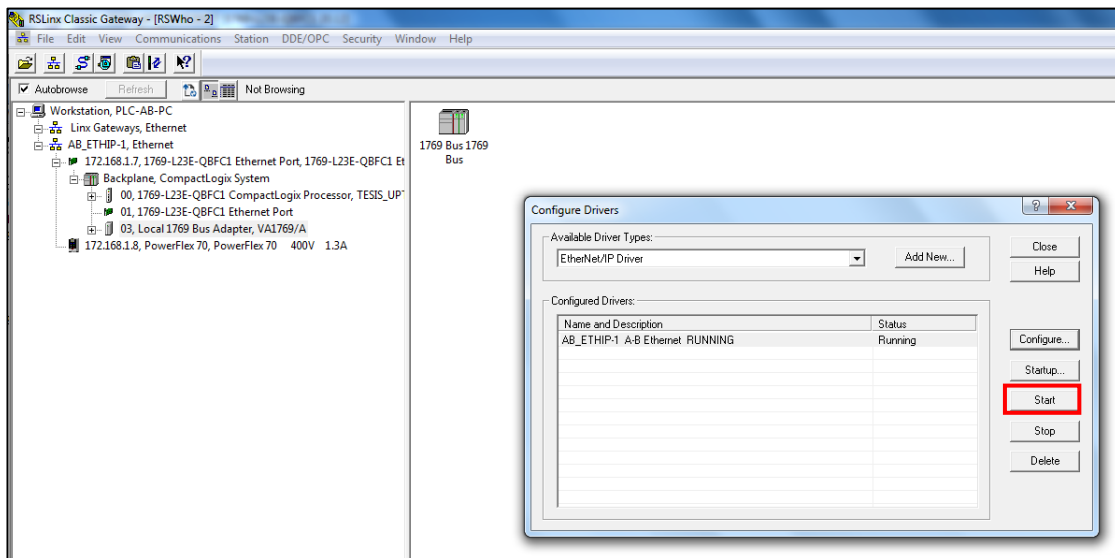 RSLinx Classic Gateway - [RSWho - 2]
File Edit View Communications Station DDE/OPC Security Window Help
Autobrowse Refresh Not Browsing
Workstation, PLC-AB-PC
Linx Gateways, Ethernet
AB_ETHIP-1, Ethernet
172.168.1.7, 1769-L23E-QBFC1 Ethernet Port, 1769-L23E-QBFC1 Et
Backplane, CompactLogix System
00, 1769-L23E-QBFC1 CompactLogix Processor, TESIS_UP
01, 1769-L23E-QBFC1 Ethernet Port
03, Local 1769 Bus Adapter, VA1769/A
172.168.1.8, PowerFlex 70, PowerFlex 70 400V 1.3A
1769 Bus 1769
Bus
Configure Drivers
Available Driver Types:
EtherNet/IP Driver
Add New...
Close
Help
Configured Drivers:
Name and Description Status
AB_ETHIP-1 A-B Ethernet RUNNING Running
Configure...
Startup...
Start
Stop
Delete